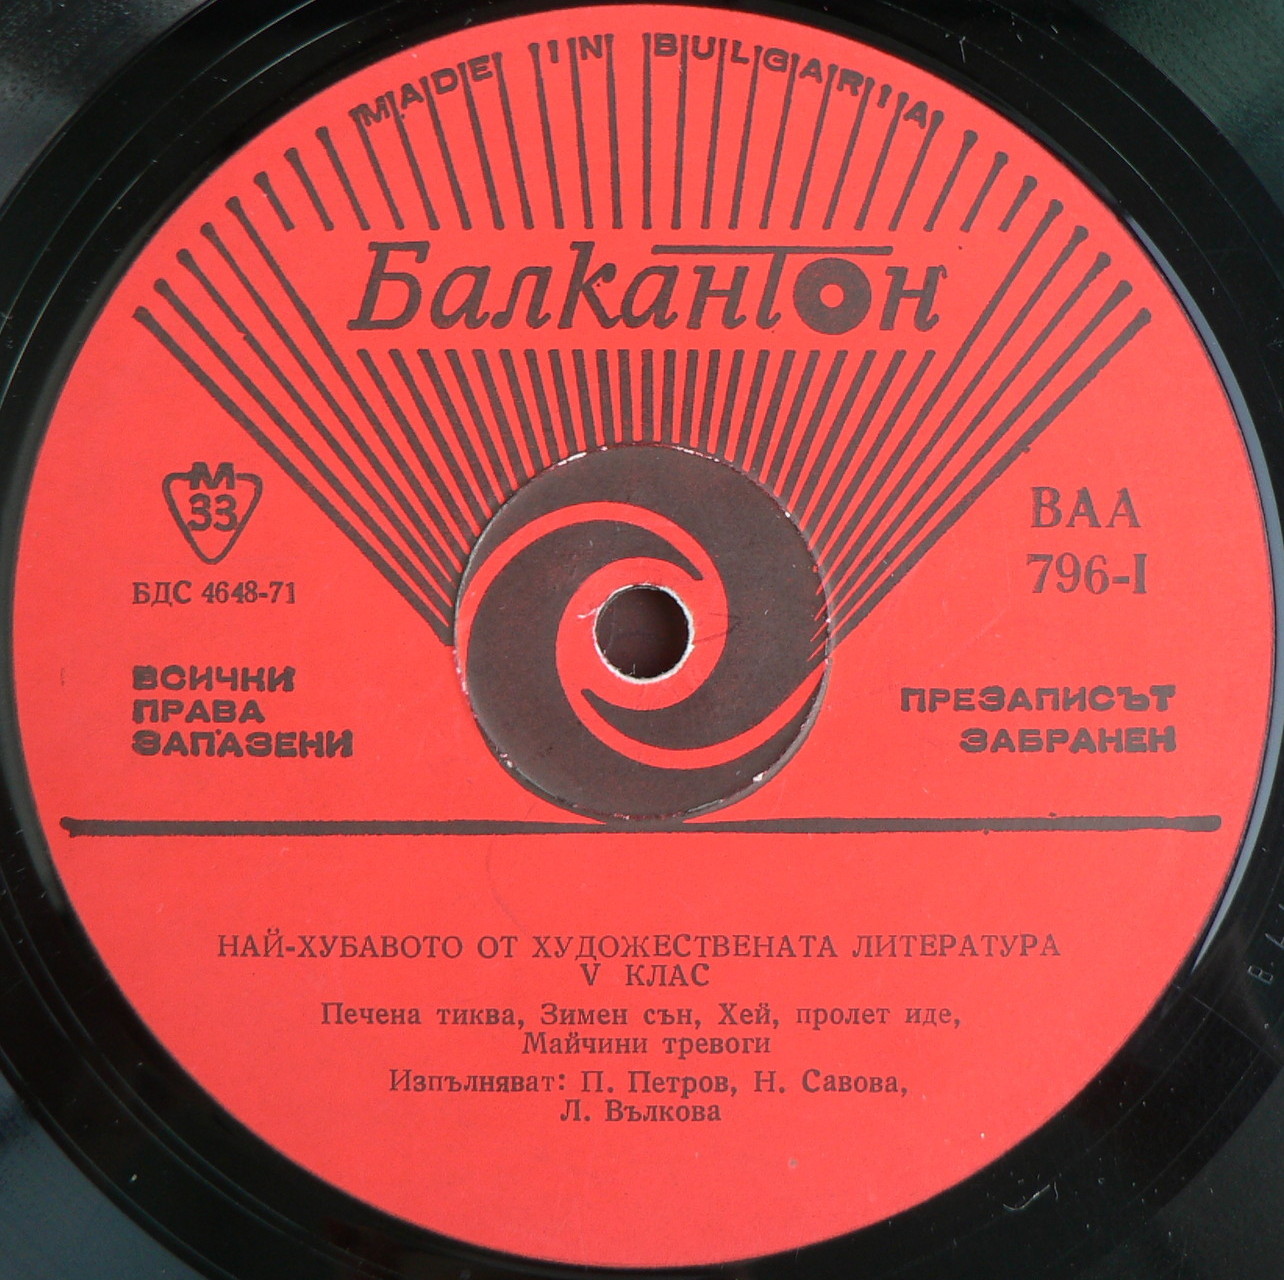 MADE IN BULGARIA
Балкантон
М
33
БДС 4648-71
ВАА
796-I
ВСИЧКИ
ПРАВА
ЗАПАЗЕНИ
ПРЕЗАПИСЪТ
ЗАБРАНЕН
НАЙ-ХУБАВОТО ОТ ХУДОЖЕСТВЕНАТА ЛИТЕРАТУРА
V КЛАС
Печена тиква, Зимен сън, Хей, пролет иде,
Майчини тревоги
Изпълняват: П. Петров, Н. Савова,
Л. Вълкова